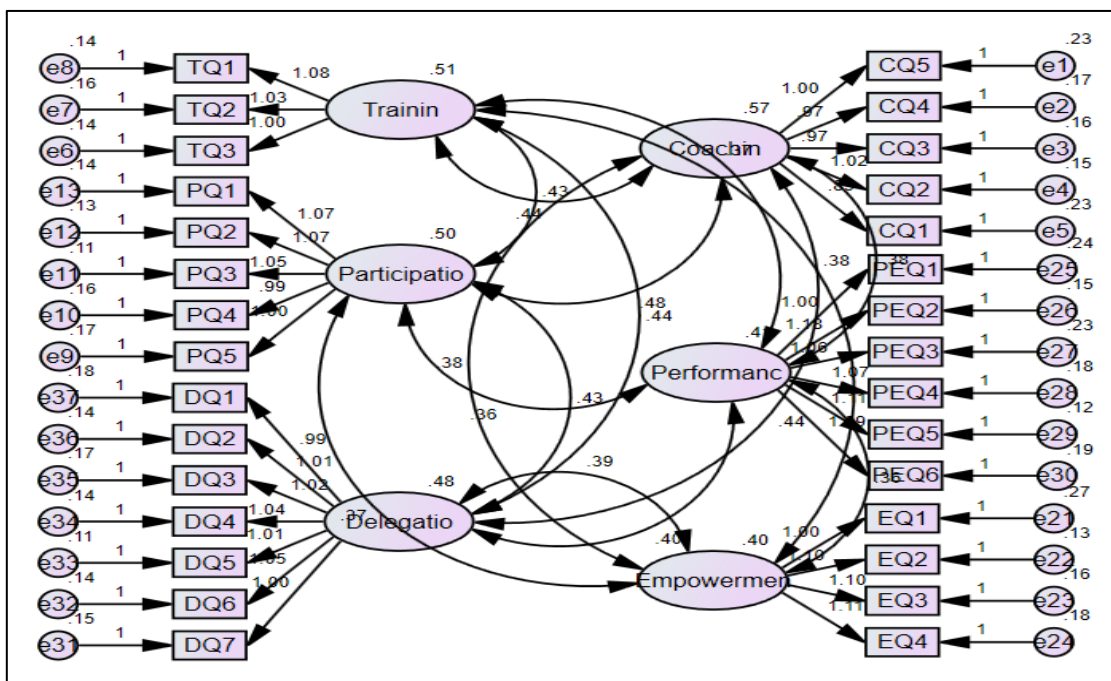 .14
e8 1 TQ1
.16
e7 1 TQ2
.14
e6 1 TQ3
.14
e13 1 PQ1
.13
e12 1 PQ2
.11
e11 1 PQ3
.16
e10 1 PQ4
.17
e9 1 PQ5
.18
e37 1 DQ1
.14
e36 1 DQ2
.17
e35 1 DQ3
.14
e34 1 DQ4
.11
e33 1 DQ5
.14
e32 1 DQ6
.15
e31 1 DQ7
1.08
1.03
1.00
.51
Trainin
1.07
1.07
1.05
.99
1.00
.50
Participatio
.99
1.01
1.02
1.04
1.01
1.05
1.00
.48
Delegatio
.37
.43
.44
.48
.44
.38
.43
.36
.39
.40
.38
.44
.38
.36
.57
Coachin
1.00
.97
.97
1.02
Performanc
1.00
1.18
1.06
1.07
1.11
.40
Empowermen
1.00
1.10
1.10
1.11
.23
CQ5 1 e1
.17
CQ4 1 e2
.16
CQ3 1 e3
.15
CQ2 1 e4
.23
CQ1 1 e5
.24
PEQ1 1 e25
.15
PEQ2 1 e26
.23
PEQ3 1 e27
.18
PEQ4 1 e28
.12
PEQ5 1 e29
.19
PEQ6 1 e30
.27
EQ1 1 e21
.13
EQ2 1 e22
.16
EQ3 1 e23
.18
EQ4 1 e24